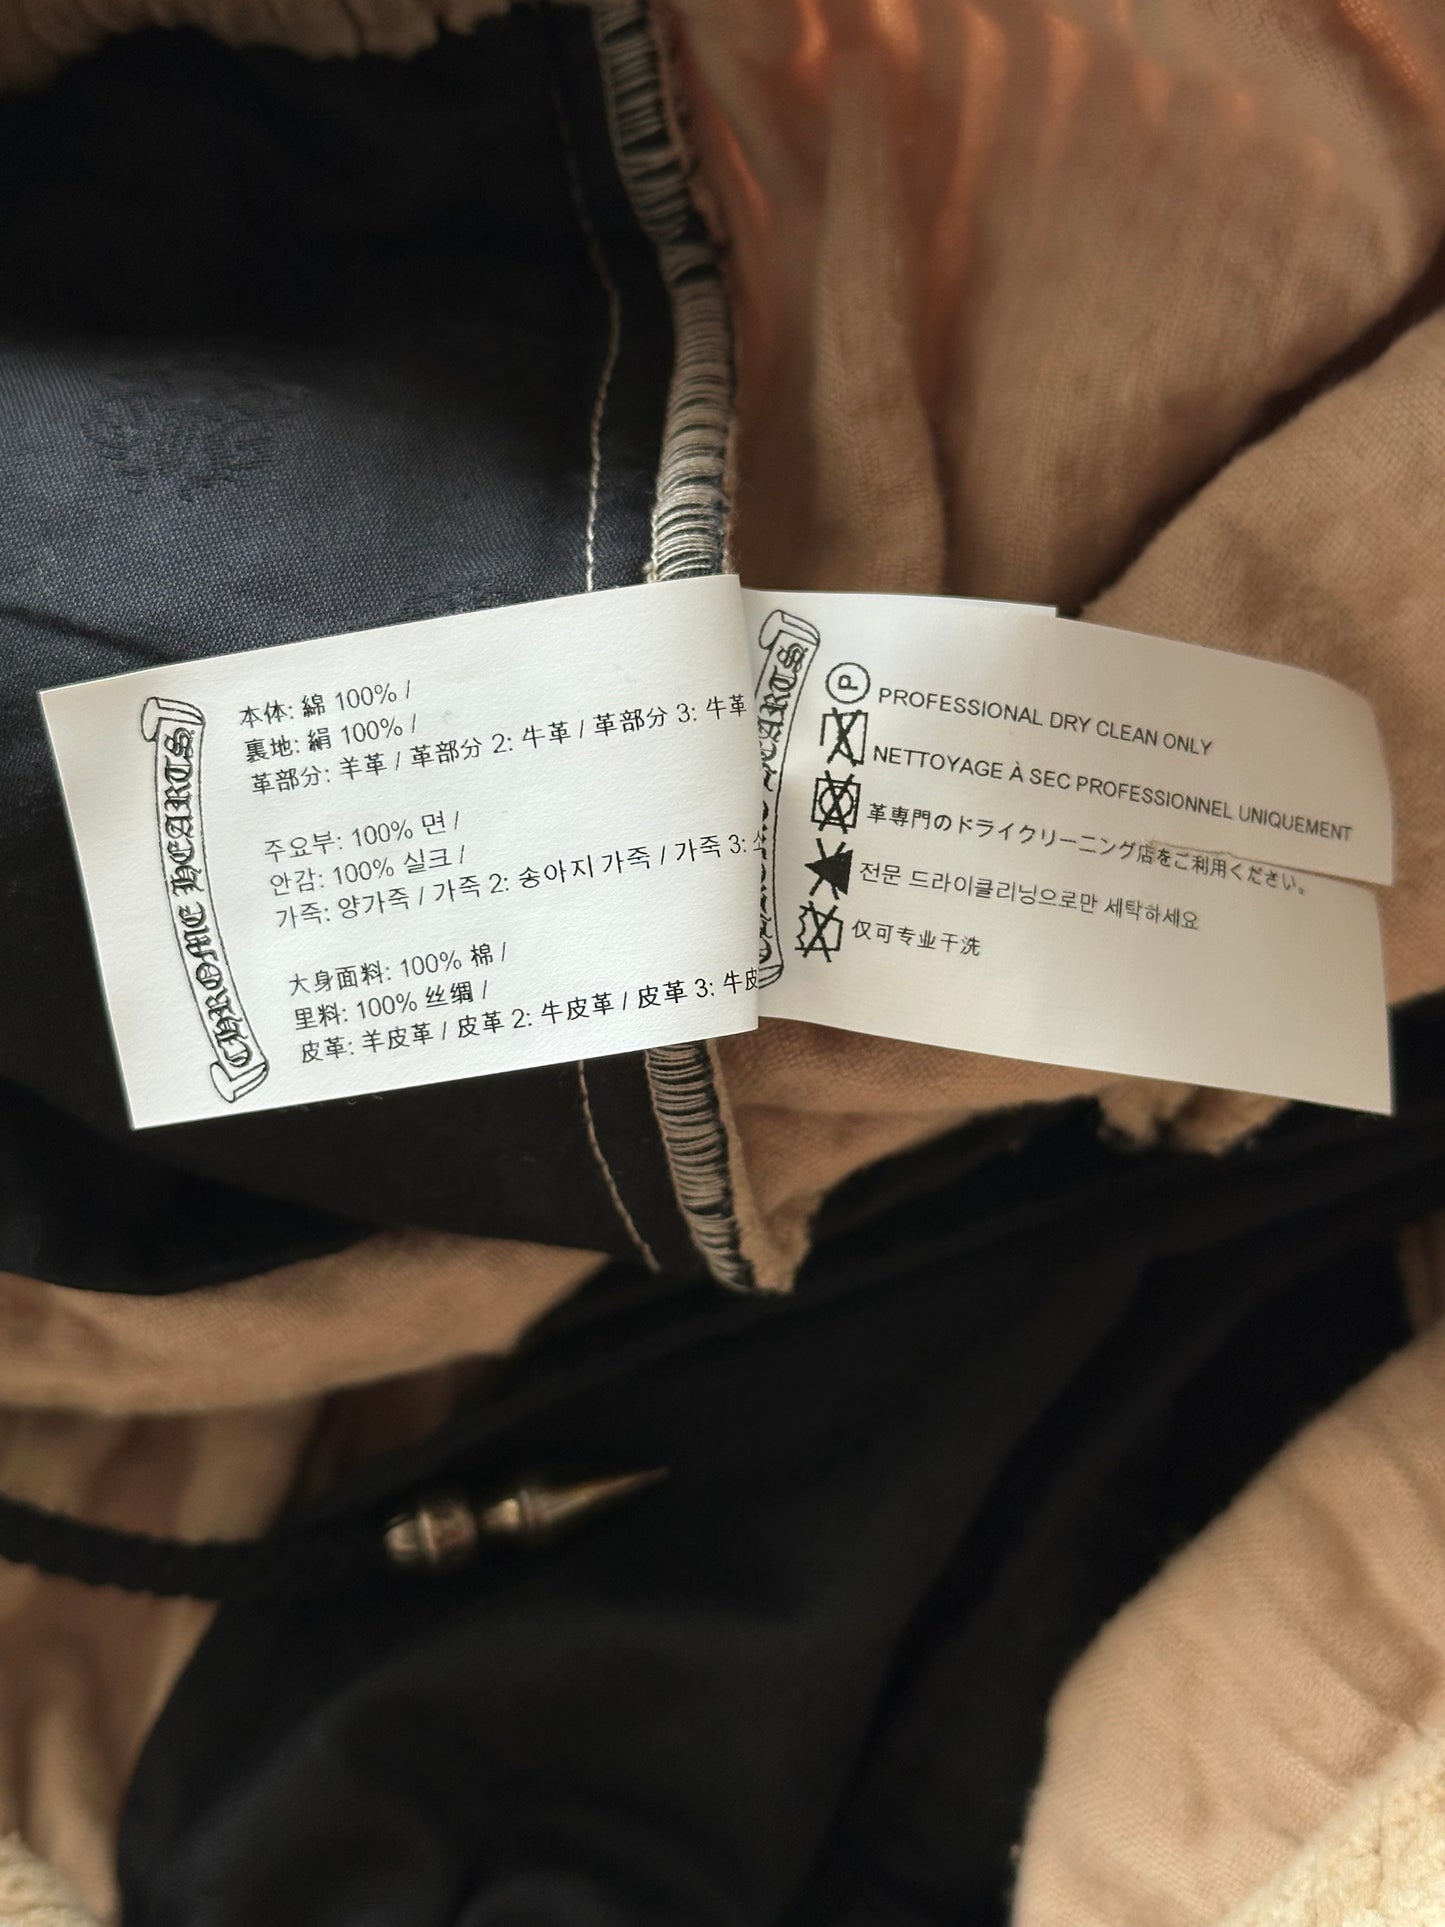 CHROME HEARTS
本体: 綿 100% /
裏地: 絹 100% /
革部分: 羊革 / 革部分 2: 牛革 / 革部分 3: 牛革
주요부: 100% 면 /
안감: 100% 실크 /
가죽: 양가죽 / 가죽 2: 송아지 가죽 / 가죽 3:
大身面料: 100% 棉 /
里料: 100% 丝绸 /
皮革: 羊皮革 / 皮革 2: 牛皮革 / 皮革 3: 牛皮
HEARTS
P PROFESSIONAL DRY CLEAN ONLY
NETTOYAGE À SEC PROFESSIONNEL UNIQUEMENT
革専門のドライクリーニング店をご利用ください。
전문 드라이클리닝으로만 세탁하세요
仅可专业干洗